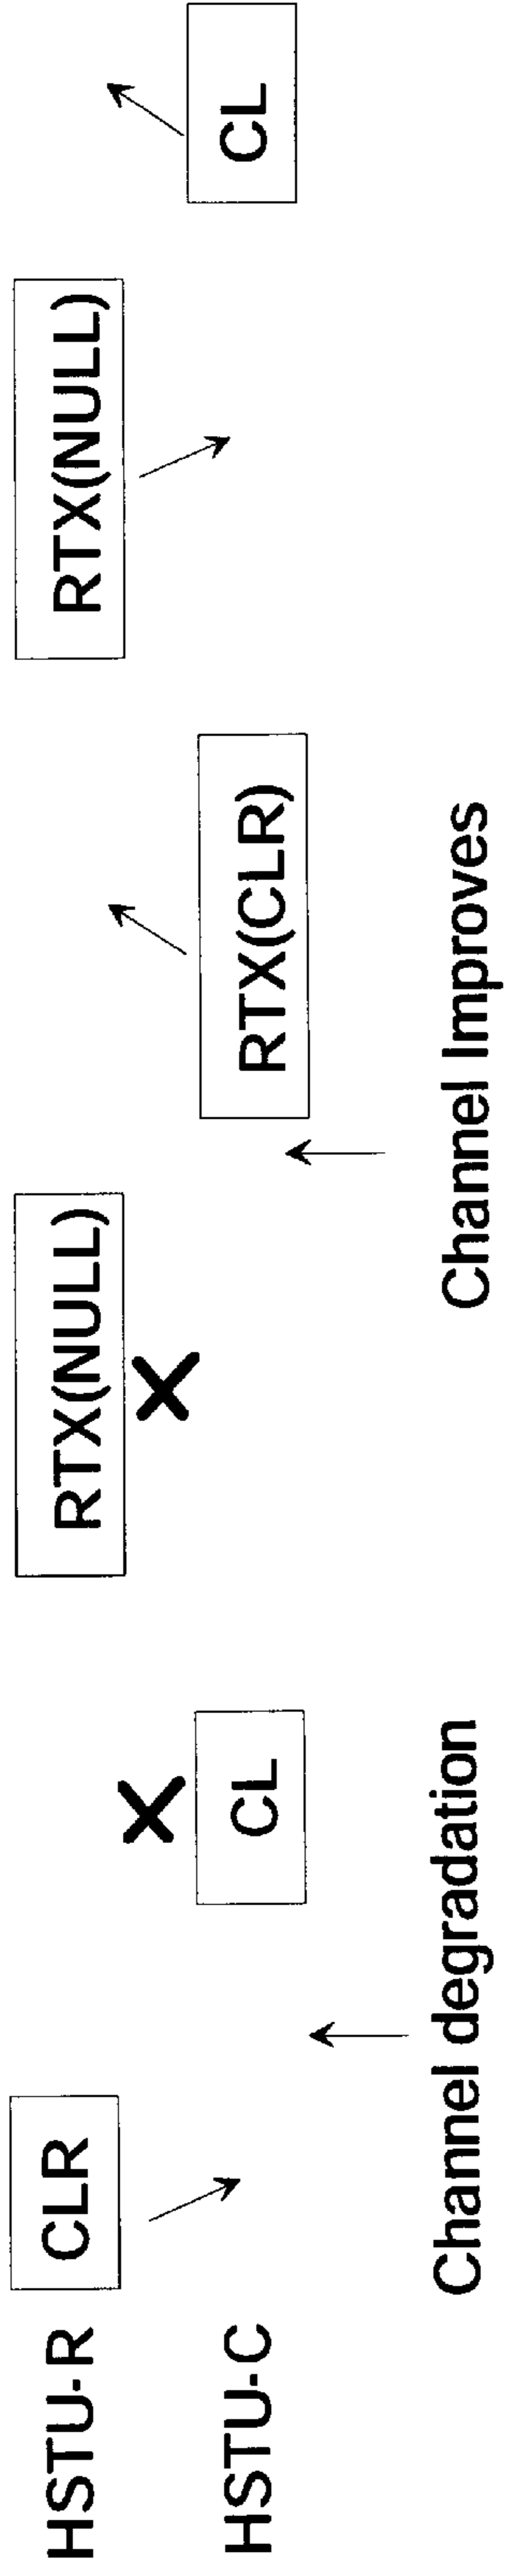 HSTU-R
CLR
RTX(NULL)
RTX(NULL)
HSTU-C
CL
RTX(CLR)
CL
Channel degradation
Channel Improves